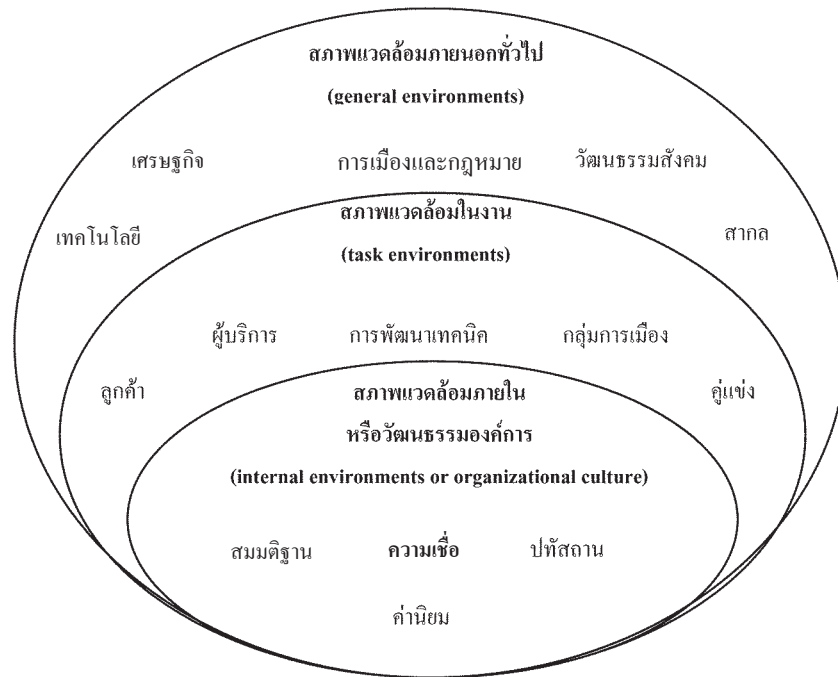 สภาพแวดล้อมภายนอกทั่วไป
(general environments)
เศรษฐกิจ การเมืองและกฎหมาย วัฒนธรรมสังคม
เทคโนโลยี สากล
สภาพแวดล้อมในงาน
(task environments)
ผู้บริการ การพัฒนาเทคนิค กลุ่มการเมือง
ลูกค้า คู่แข่ง
สภาพแวดล้อมภายใน
หรือวัฒนธรรมองค์การ
(internal environments or organizational culture)
สมมติฐาน ความเชื่อ ปทัสถาน
ค่านิยม